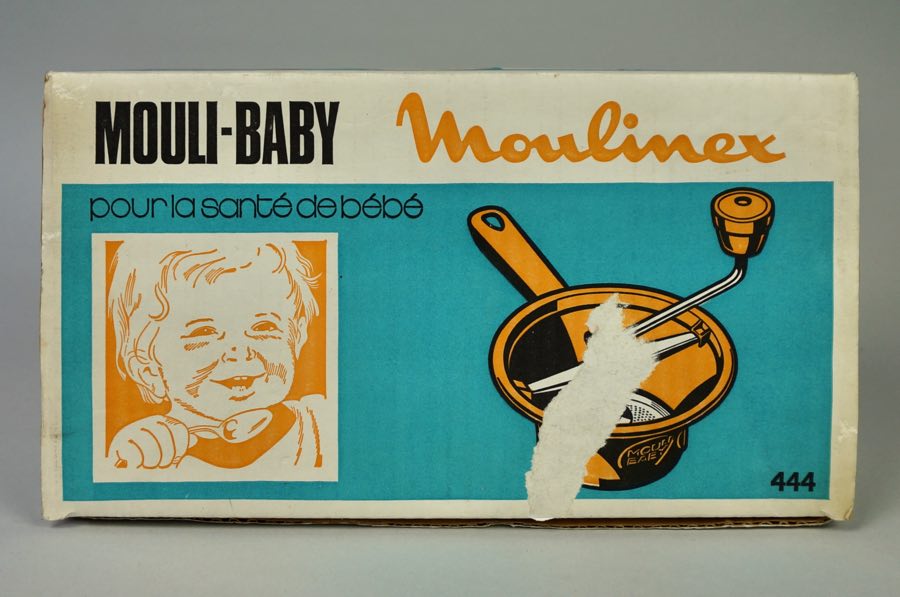 MOULI-BABY
Moulinex
pour la santé de bébé
MOULI
BABY
444